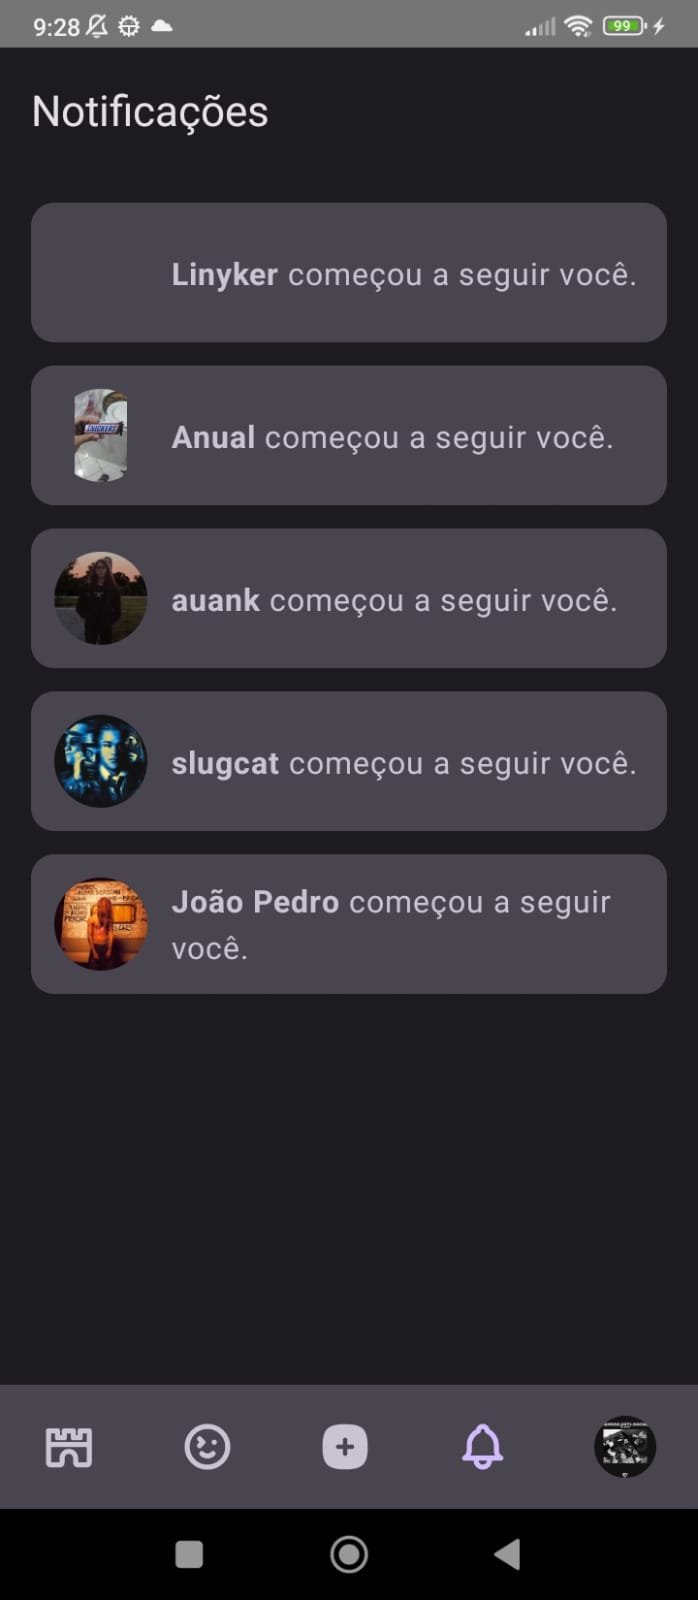 9:28
99
Notificações
Linyker começou a seguir você.
SNICKERS
Anual começou a seguir você.
auank começou a seguir você.
slugcat começou a seguir você.
João Pedro começou a seguir
você.